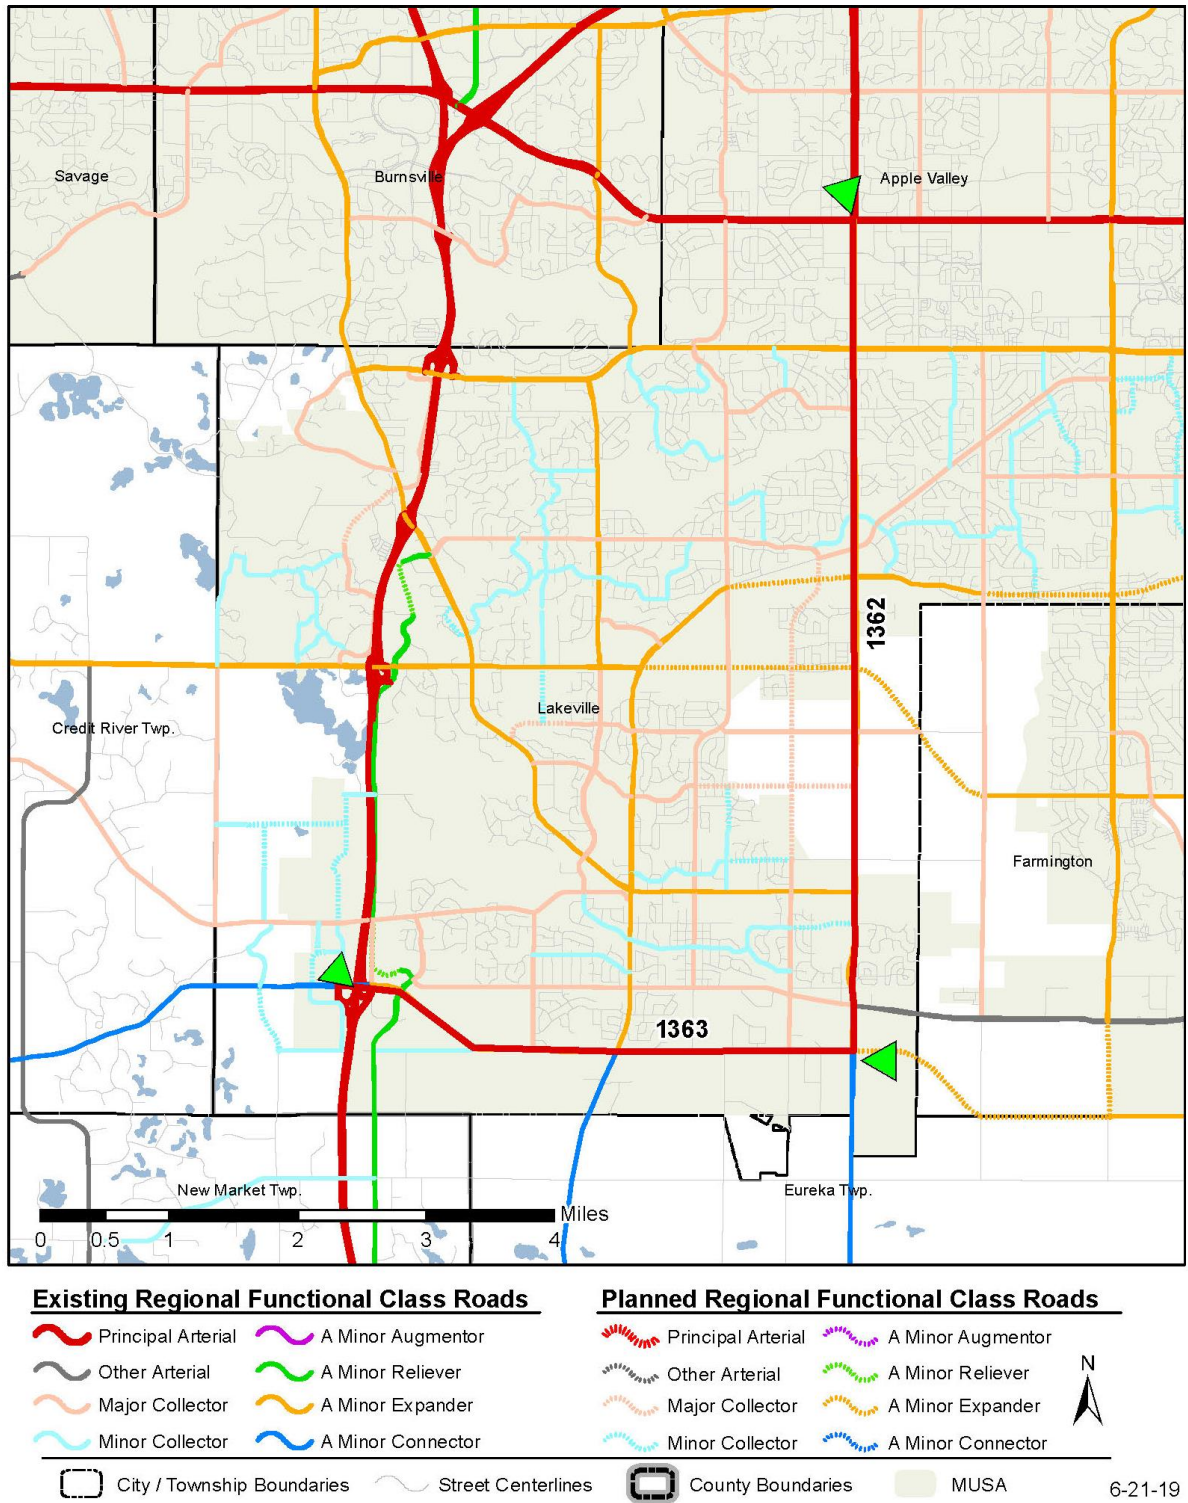 Savage
Burnsville
Apple Valley
1362
Credit River Twp.
Lakeville
Farmington
1363
New Market Twp.
Eureka Twp.
Miles
0 0.5 1 2 3 4
Existing Regional Functional Class Roads
Principal Arterial
A Minor Augmentor
Other Arterial
A Minor Reliever
Major Collector
A Minor Expander
Minor Collector
A Minor Connector
Planned Regional Functional Class Roads
Principal Arterial
A Minor Augmentor
Other Arterial
A Minor Reliever
Major Collector
A Minor Expander
Minor Collector
A Minor Connector
N
City / Township Boundaries
Street Centerlines
County Boundaries
MUSA
6-21-19